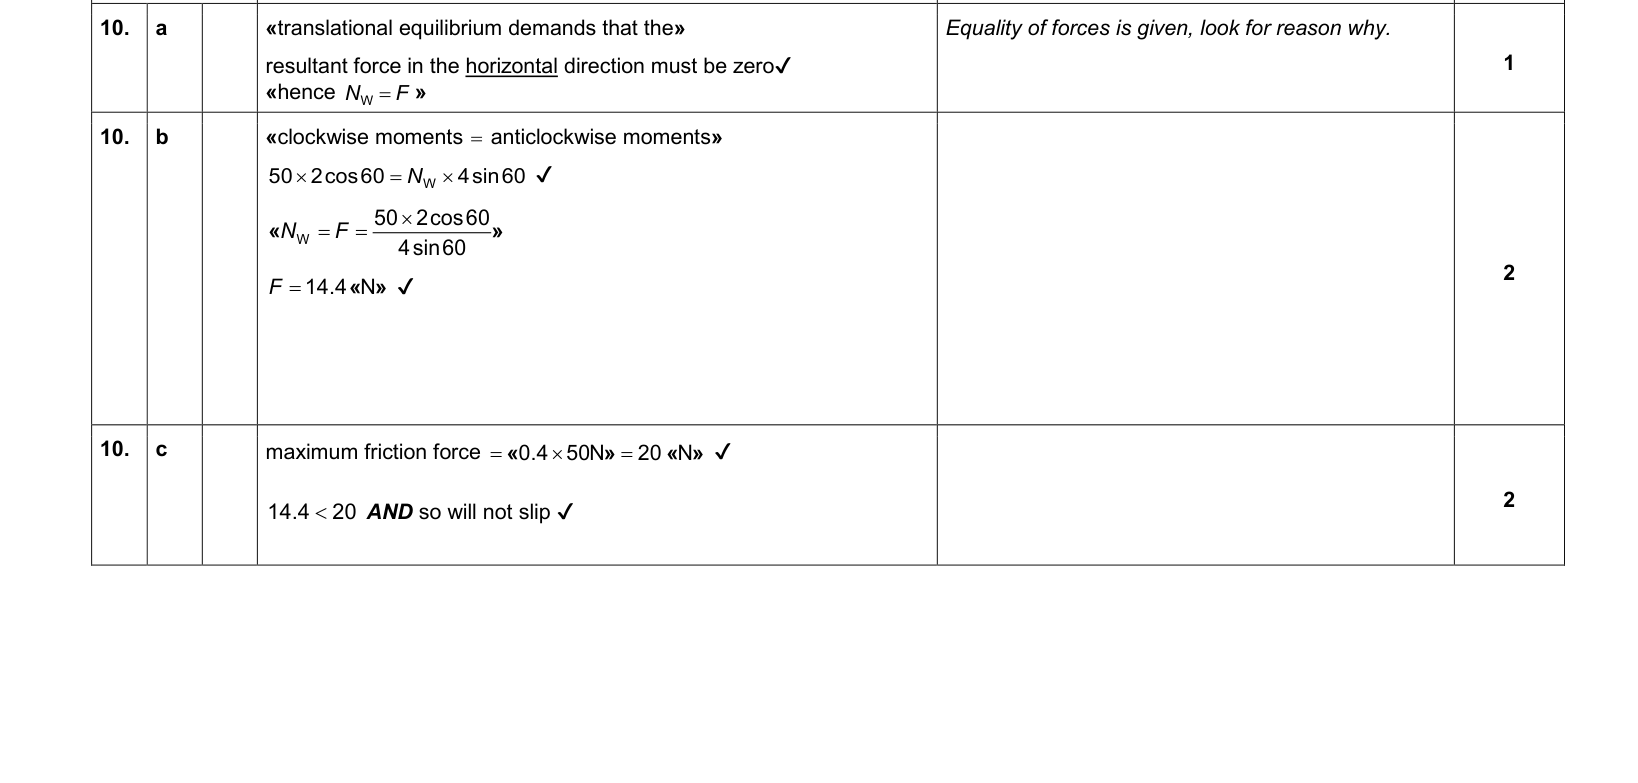 10. a «translational equilibrium demands that the» Equality of forces is given, look for reason why.
resultant force in the horizontal direction must be zero✓ 1
«hence N_W = F »
10. b «clockwise moments = anticlockwise moments»
50×2cos60 = N_W ×4sin60 ✓
«N_W = F = 50×2cos60 / 4sin60» 2
F = 14.4«N» ✓
10. c maximum friction force = «0.4×50N» = 20 «N» ✓
14.4 < 20 AND so will not slip ✓ 2